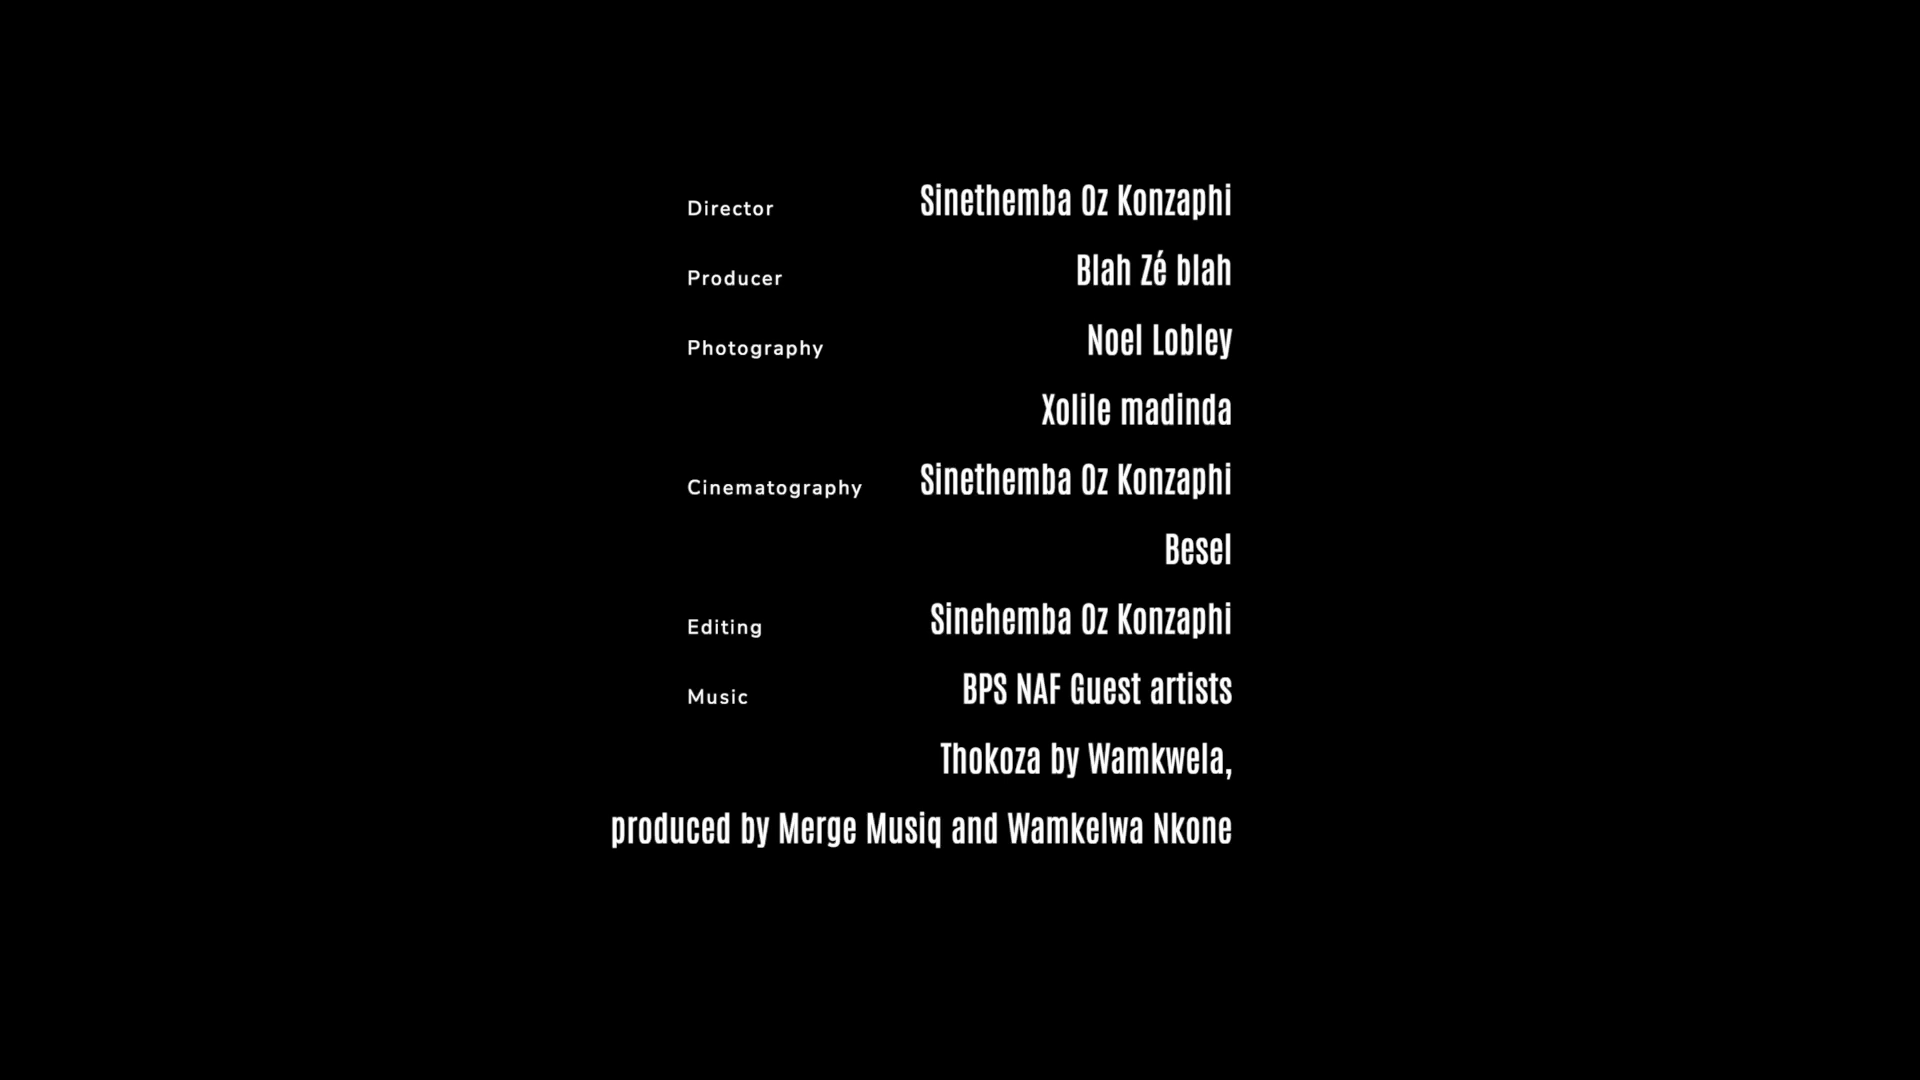 Director Sinethemba Oz Konzaphi
Producer Blah Zé blah
Photography Noel Lobley
Xolile madinda
Cinematography Sinethemba Oz Konzaphi
Besel
Editing Sinehemba Oz Konzaphi
Music BPS NAF Guest artists
Thokoza by Wamkwela,
produced by Merge Musiq and Wamkelwa Nkone